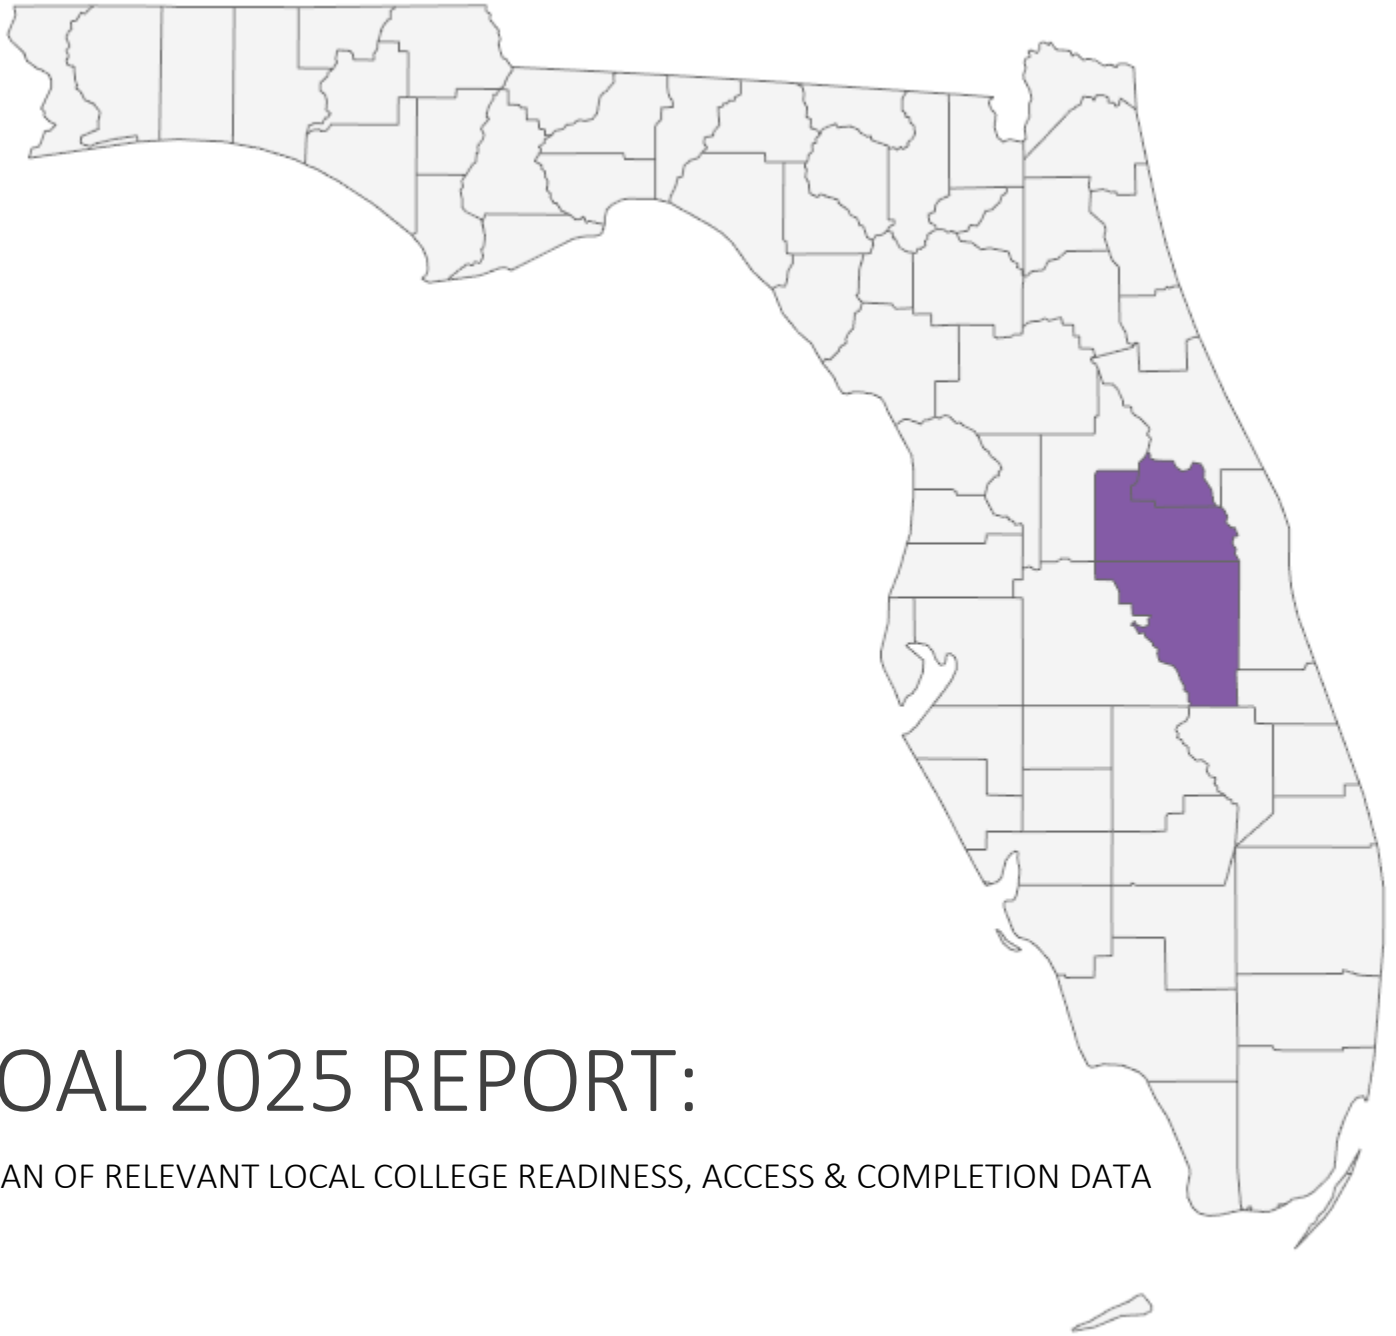 OAL 2025 REPORT:
AN OF RELEVANT LOCAL COLLEGE READINESS, ACCESS & COMPLETION DATA